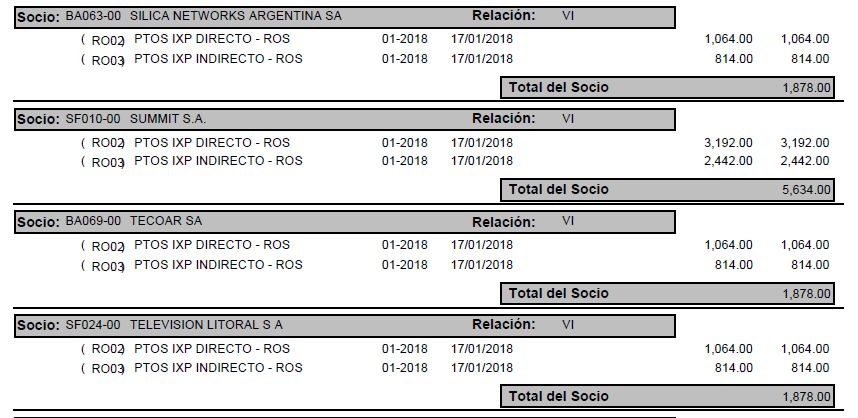 Socio: BA063-00 SILICA NETWORKS ARGENTINA SA Relación: VI
( RO02) PTOS IXP DIRECTO - ROS 01-2018 17/01/2018 1,064.00 1,064.00
( RO03) PTOS IXP INDIRECTO - ROS 01-2018 17/01/2018 814.00 814.00
Total del Socio 1,878.00
Socio: SF010-00 SUMMIT S.A. Relación: VI
( RO02) PTOS IXP DIRECTO - ROS 01-2018 17/01/2018 3,192.00 3,192.00
( RO03) PTOS IXP INDIRECTO - ROS 01-2018 17/01/2018 2,442.00 2,442.00
Total del Socio 5,634.00
Socio: BA069-00 TECOAR SA Relación: VI
( RO02) PTOS IXP DIRECTO - ROS 01-2018 17/01/2018 1,064.00 1,064.00
( RO03) PTOS IXP INDIRECTO - ROS 01-2018 17/01/2018 814.00 814.00
Total del Socio 1,878.00
Socio: SF024-00 TELEVISION LITORAL S A Relación: VI
( RO02) PTOS IXP DIRECTO - ROS 01-2018 17/01/2018 1,064.00 1,064.00
( RO03) PTOS IXP INDIRECTO - ROS 01-2018 17/01/2018 814.00 814.00
Total del Socio 1,878.00